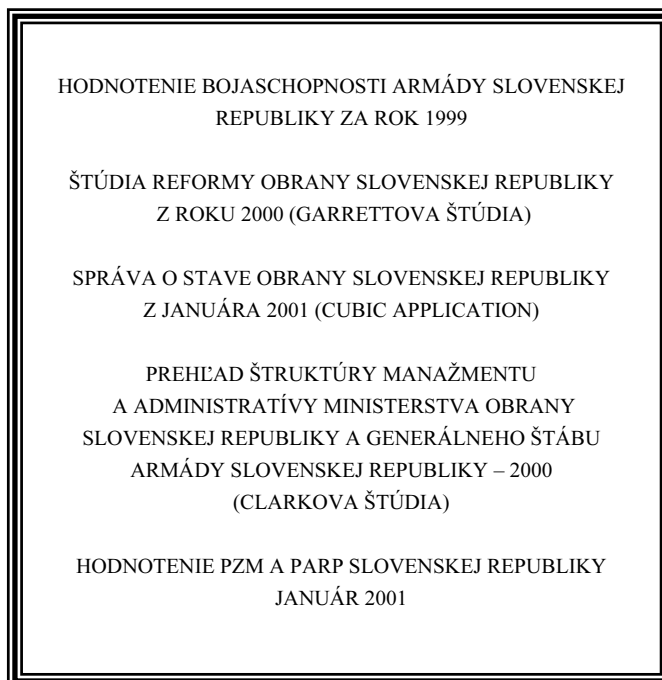 HODNOTENIE BOJASCHOPNOSTI ARMÁDY SLOVENSKEJ
REPUBLIKY ZA ROK 1999
ŠTÚDIA REFORMY OBRANY SLOVENSKEJ REPUBLIKY
Z ROKU 2000 (GARRETTOVA ŠTÚDIA)
SPRÁVA O STAVE OBRANY SLOVENSKEJ REPUBLIKY
Z JANUÁRA 2001 (CUBIC APPLICATION)
PREHĽAD ŠTRUKTÚRY MANAŽMENTU
A ADMINISTRATÍVY MINISTERSTVA OBRANY
SLOVENSKEJ REPUBLIKY A GENERÁLNEHO ŠTÁBU
ARMÁDY SLOVENSKEJ REPUBLIKY – 2000
(CLARKOVA ŠTÚDIA)
HODNOTENIE PZM A PARP SLOVENSKEJ REPUBLIKY
JANUÁR 2001